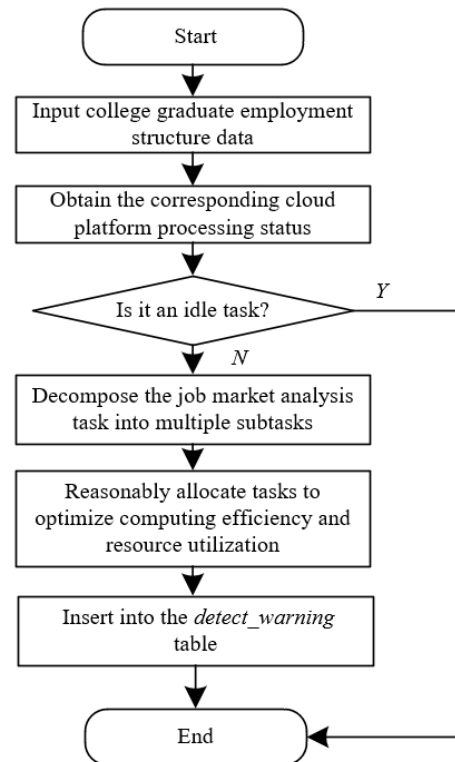 Start
Input college graduate employment
structure data
Obtain the corresponding cloud
platform processing status
Is it an idle task?
Y
N
Decompose the job market analysis
task into multiple subtasks
Reasonably allocate tasks to
optimize computing efficiency and
resource utilization
Insert into the detect_warning
table
End